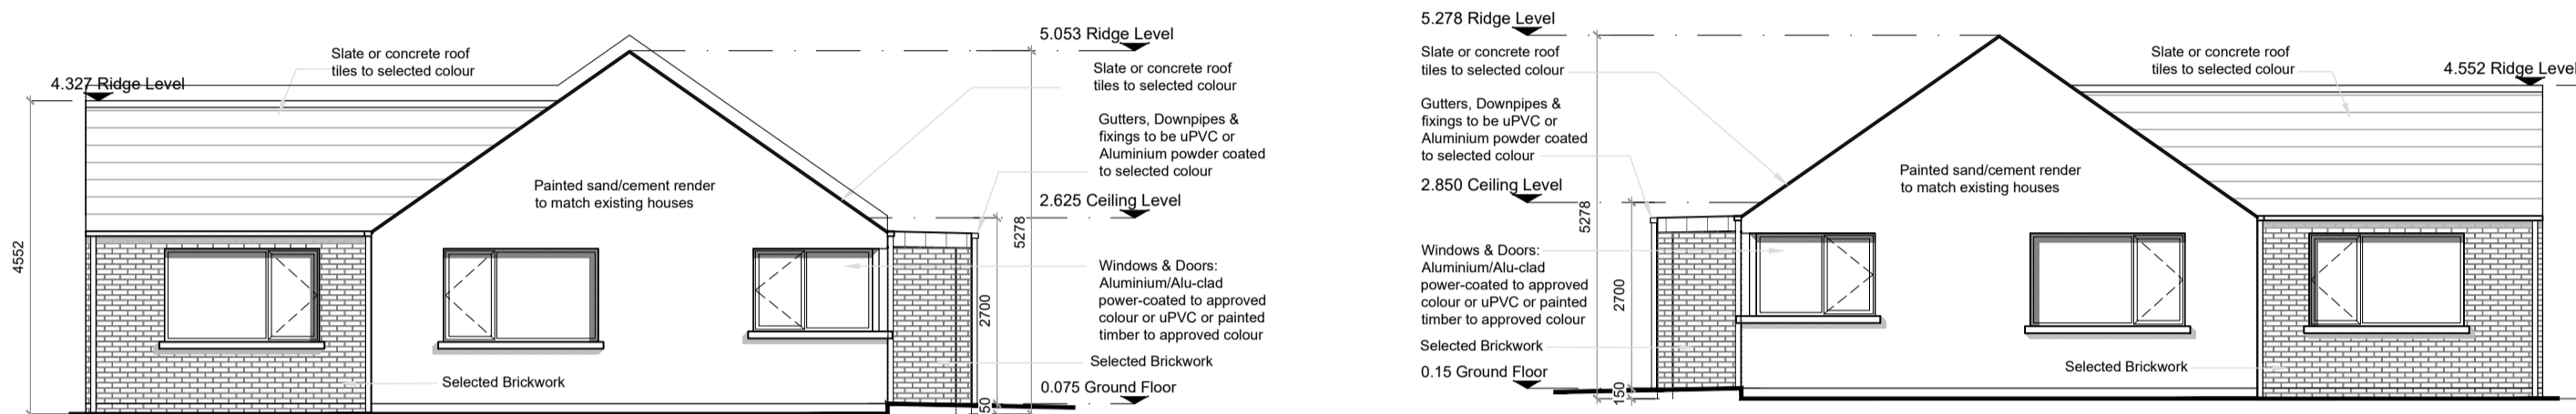 4.327 Ridge Level
Slate or concrete roof
tiles to selected colour
Painted sand/cement render
to match existing houses
Selected Brickwork
4552
5.053 Ridge Level
Slate or concrete roof
tiles to selected colour
Gutters, Downpipes &
fixings to be uPVC or
Aluminium powder coated
to selected colour
2.625 Ceiling Level
5278
Windows & Doors:
Aluminium/Alu-clad
power-coated to approved
colour or uPVC or painted
timber to approved colour
2700
Selected Brickwork
0.075 Ground Floor
5.278 Ridge Level
Slate or concrete roof
tiles to selected colour
Gutters, Downpipes &
fixings to be uPVC or
Aluminium powder coated
to selected colour
2.850 Ceiling Level
5278
Windows & Doors:
Aluminium/Alu-clad
power-coated to approved
colour or uPVC or painted
timber to approved colour
2700
Selected Brickwork
0.15 Ground Floor
150
Painted sand/cement render
to match existing houses
Slate or concrete roof
tiles to selected colour
4.552 Ridge Level
Selected Brickwork